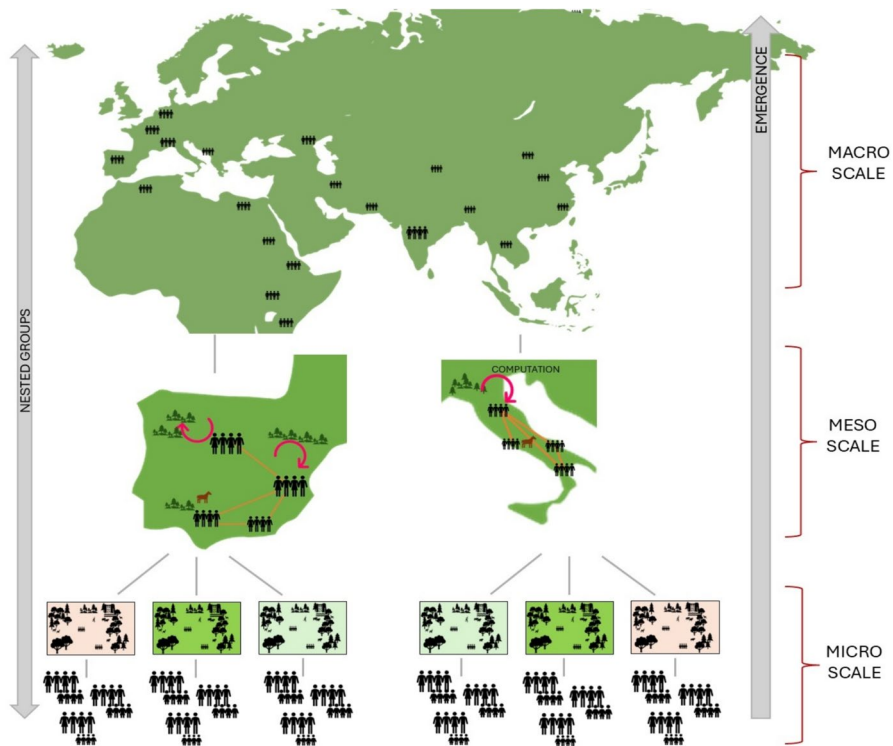 EMERGENCE
MACRO
SCALE
NESTED GROUPS
COMPUTATION
MESO
SCALE
MICRO
SCALE